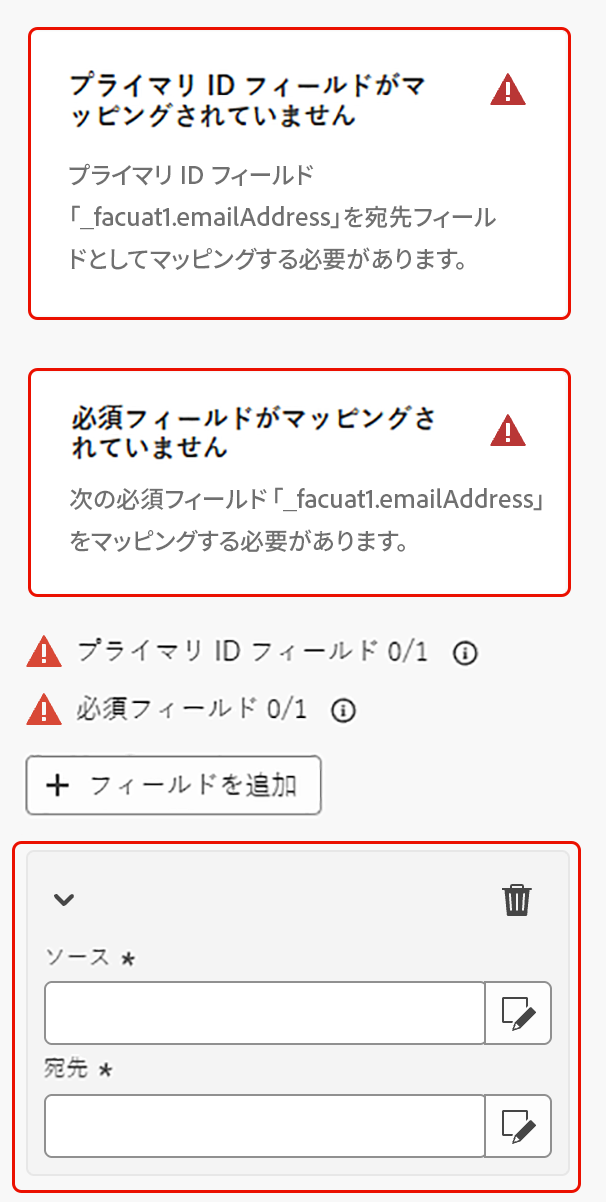 プライマリ ID フィールドがマ
ッピングされていません
プライマリ ID フィールド
「_facuat1.emailAddress」を宛先フィール
ドとしてマッピングする必要があります。
必須フィールドがマッピングさ
れていません
次の必須フィールド「_facuat1.emailAddress」
をマッピングする必要があります。
プライマリ ID フィールド 0/1
必須フィールド 0/1
フィールドを追加
ソース *
宛先 *